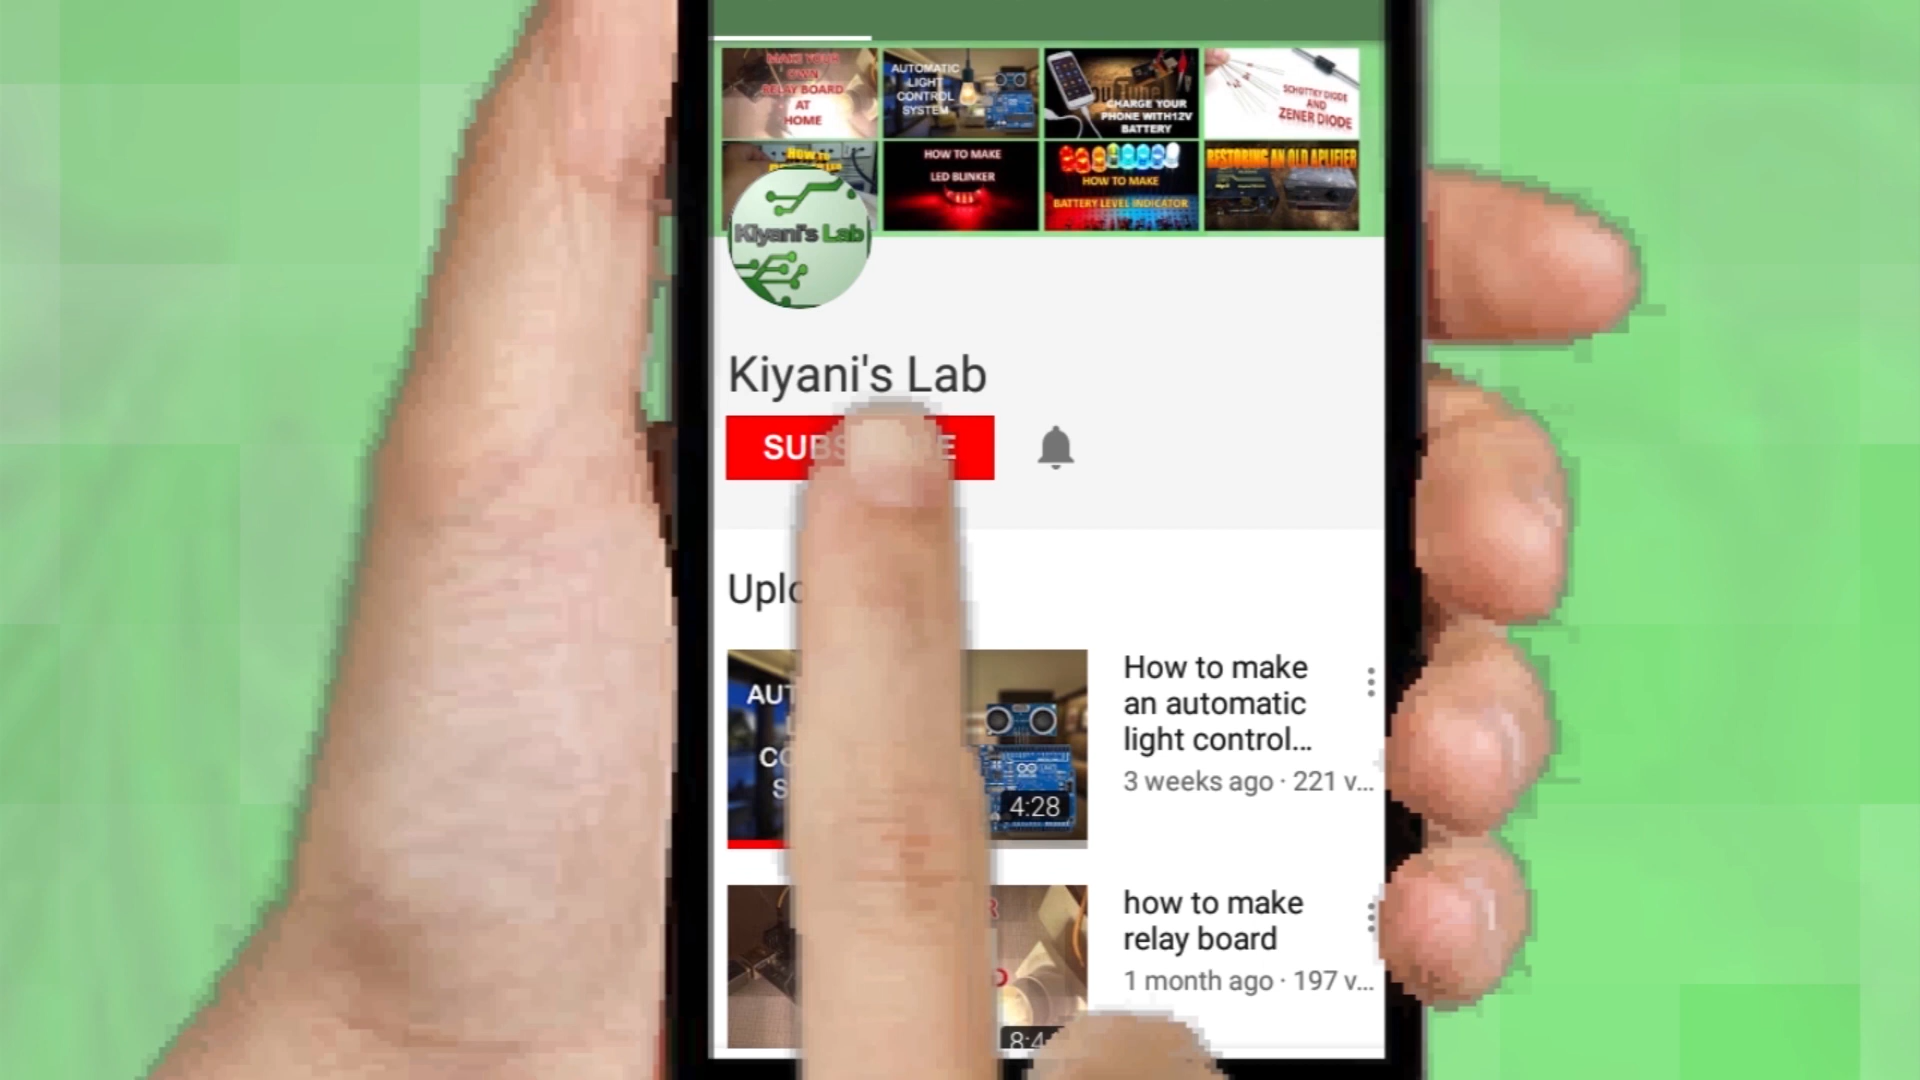 MAKE YOUR
OWN
RELAY BOARD
AT
HOME
AUTOMATIC
LIGHT
CONTROL
SYSTEM
CHARGE YOUR
PHONE WITH12V
BATTERY
SCHOTTKY DIODE
AND
ZENER DIODE
HOW TO
HOW TO MAKE
LED BLINKER
HOW TO MAKE
BATTERY LEVEL INDICATOR
RESTORING AN OLD APLIFIER
Kiyani's Lab
Kiyani's Lab
How to make
an automatic
light control...
3 weeks ago · 221 v...
4:28
how to make
relay board
1 month ago · 197 v...